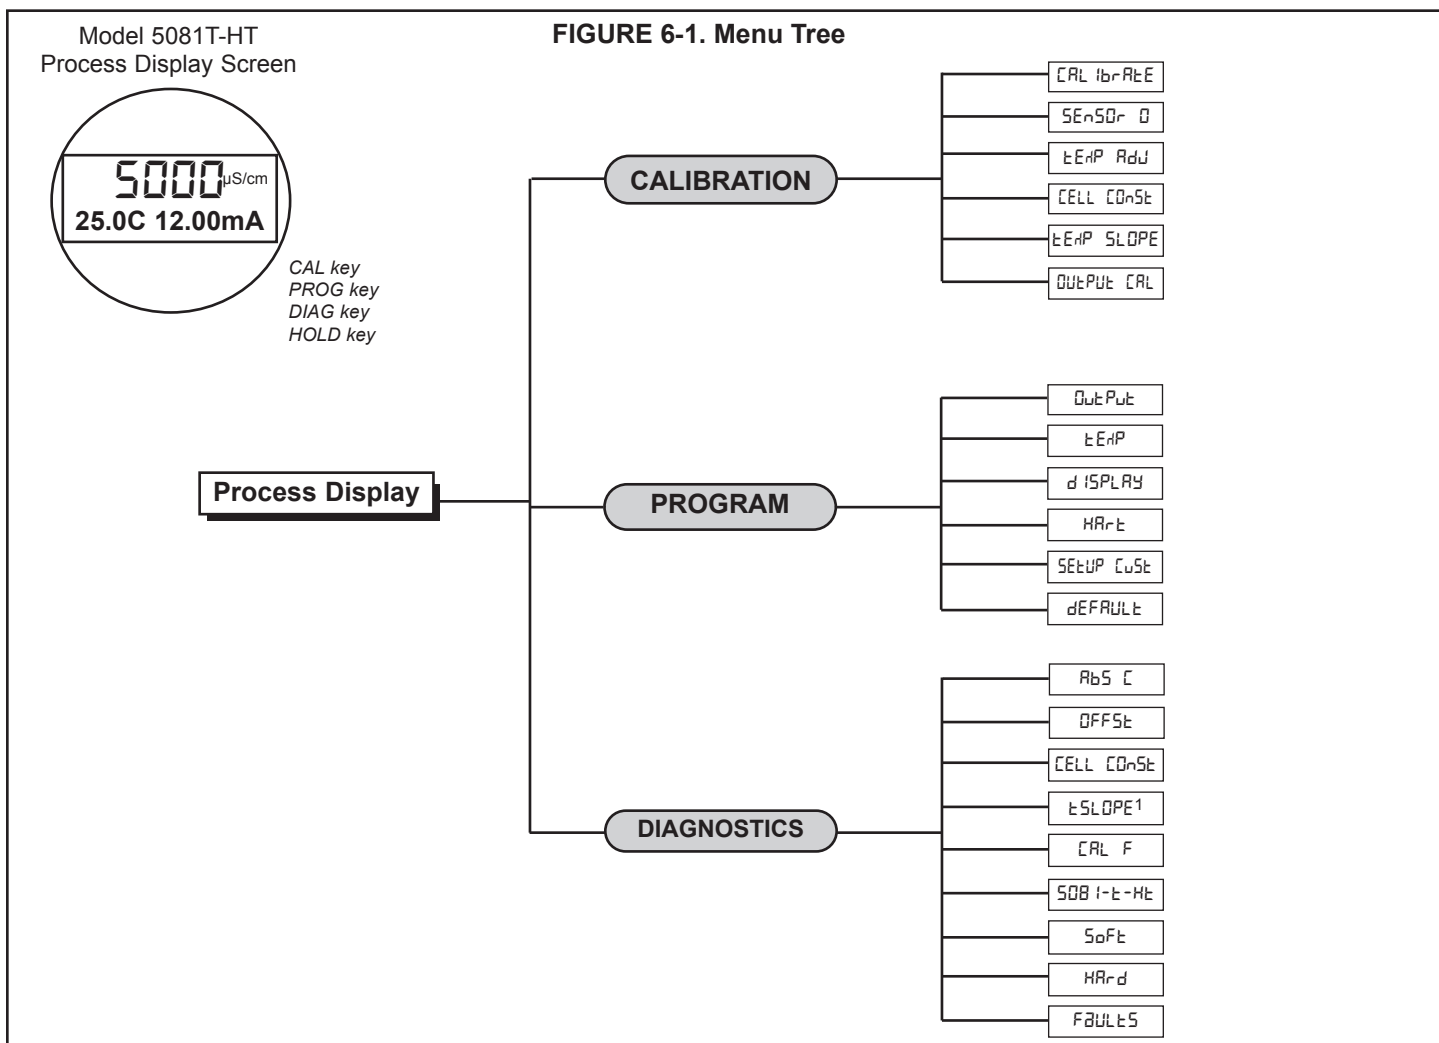 FIGURE 6-1. Menu Tree
Model 5081T-HT
Process Display Screen
5000 µS/cm
25.0C 12.00mA
CAL key
PROG key
DIAG key
HOLD key
Process Display
CALIBRATION
CALIbrAtE
SEnSOr 0
tEMP AdJ
CELL COnSt
tEMP SLOPE
OUtPUt CAL
PROGRAM
OutPut
tEMP
dISPLAY
HArt
SEtUP CuSt
dEFAULt
DIAGNOSTICS
AbS C
OFFSt
CELL COnSt
tSLOPE1
CAL F
5081-t-Ht
SoFt
HArd
FaULtS